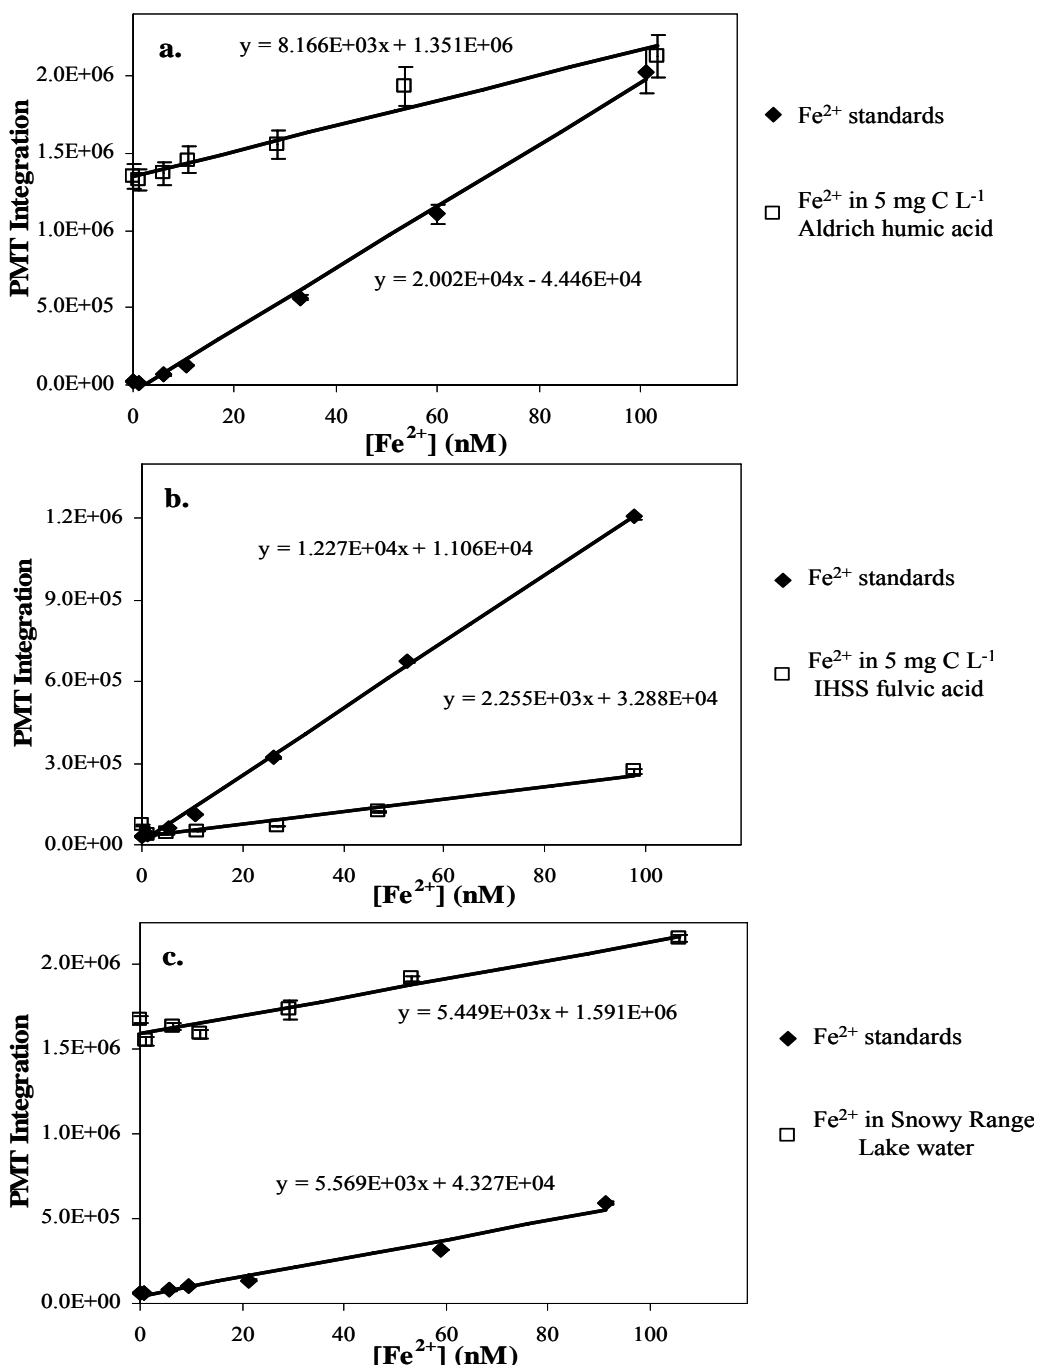 a.
y = 8.166E+03x + 1.351E+06
2.0E+06
1.5E+06
1.0E+06
5.0E+05
0.0E+00
PMT Integration
y = 2.002E+04x - 4.446E+04
0 20 40 60 80 100
[Fe²⁺] (nM)
Fe²⁺ standards
Fe²⁺ in 5 mg C L⁻¹
Aldrich humic acid
b.
1.2E+06
9.0E+05
6.0E+05
3.0E+05
0.0E+00
PMT Integration
y = 1.227E+04x + 1.106E+04
y = 2.255E+03x + 3.288E+04
0 20 40 60 80 100
[Fe²⁺] (nM)
Fe²⁺ standards
Fe²⁺ in 5 mg C L⁻¹
IHSS fulvic acid
c.
2.0E+06
1.5E+06
1.0E+06
5.0E+05
0.0E+00
PMT Integration
y = 5.449E+03x + 1.591E+06
y = 5.569E+03x + 4.327E+04
0 20 40 60 80 100
[Fe²⁺] (nM)
Fe²⁺ standards
Fe²⁺ in Snowy Range
Lake water